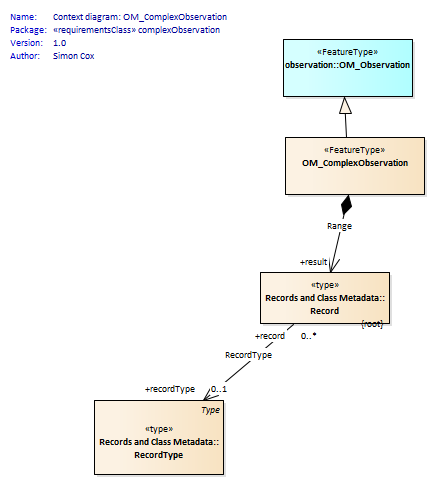 Name: Context diagram: OM_ComplexObservation
Package: «requirementsClass» complexObservation
Version: 1.0
Author: Simon Cox
«FeatureType»
observation::OM_Observation
«FeatureType»
OM_ComplexObservation
Range
+result
«type»
Records and Class Metadata::
Record
{root}
+record 0..*
RecordType
+recordType 0..1
Type
«type»
Records and Class Metadata::
RecordType